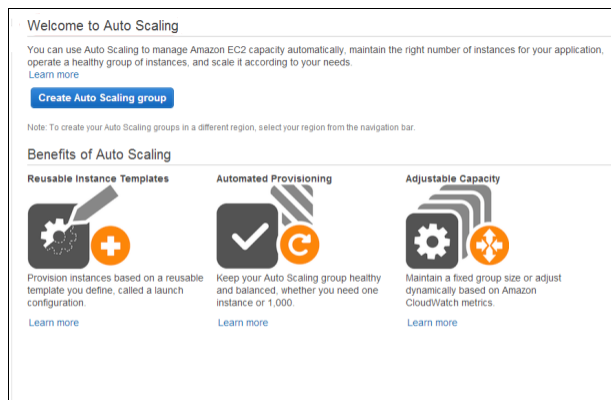 Welcome to Auto Scaling
You can use Auto Scaling to manage Amazon EC2 capacity automatically, maintain the right number of instances for your application,
operate a healthy group of instances, and scale it according to your needs.
Learn more
Create Auto Scaling group
Note: To create your Auto Scaling groups in a different region, select your region from the navigation bar.
Benefits of Auto Scaling
Reusable Instance Templates
Provision instances based on a reusable
template you define, called a launch
configuration.
Learn more
Automated Provisioning
Keep your Auto Scaling group healthy
and balanced, whether you need one
instance or 1,000.
Learn more
Adjustable Capacity
Maintain a fixed group size or adjust
dynamically based on Amazon
CloudWatch metrics.
Learn more